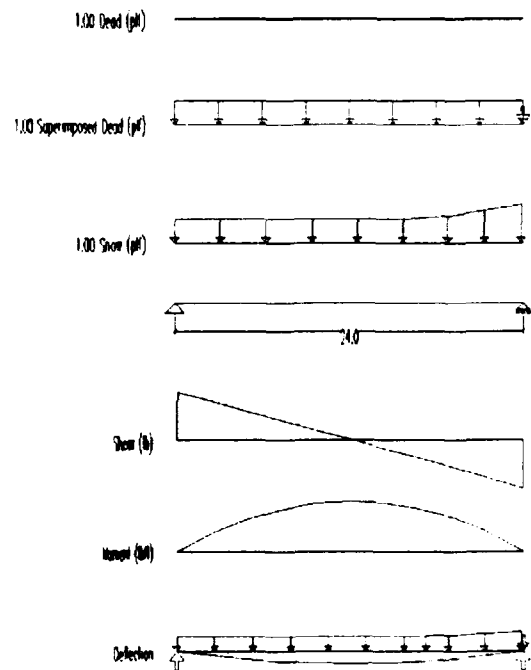 1.00 Dead (plf)
1.00 Superimposed Dead (plf)
1.00 Snow (plf)
24.0
Shear (lb)
Moment (lbft)
Deflection